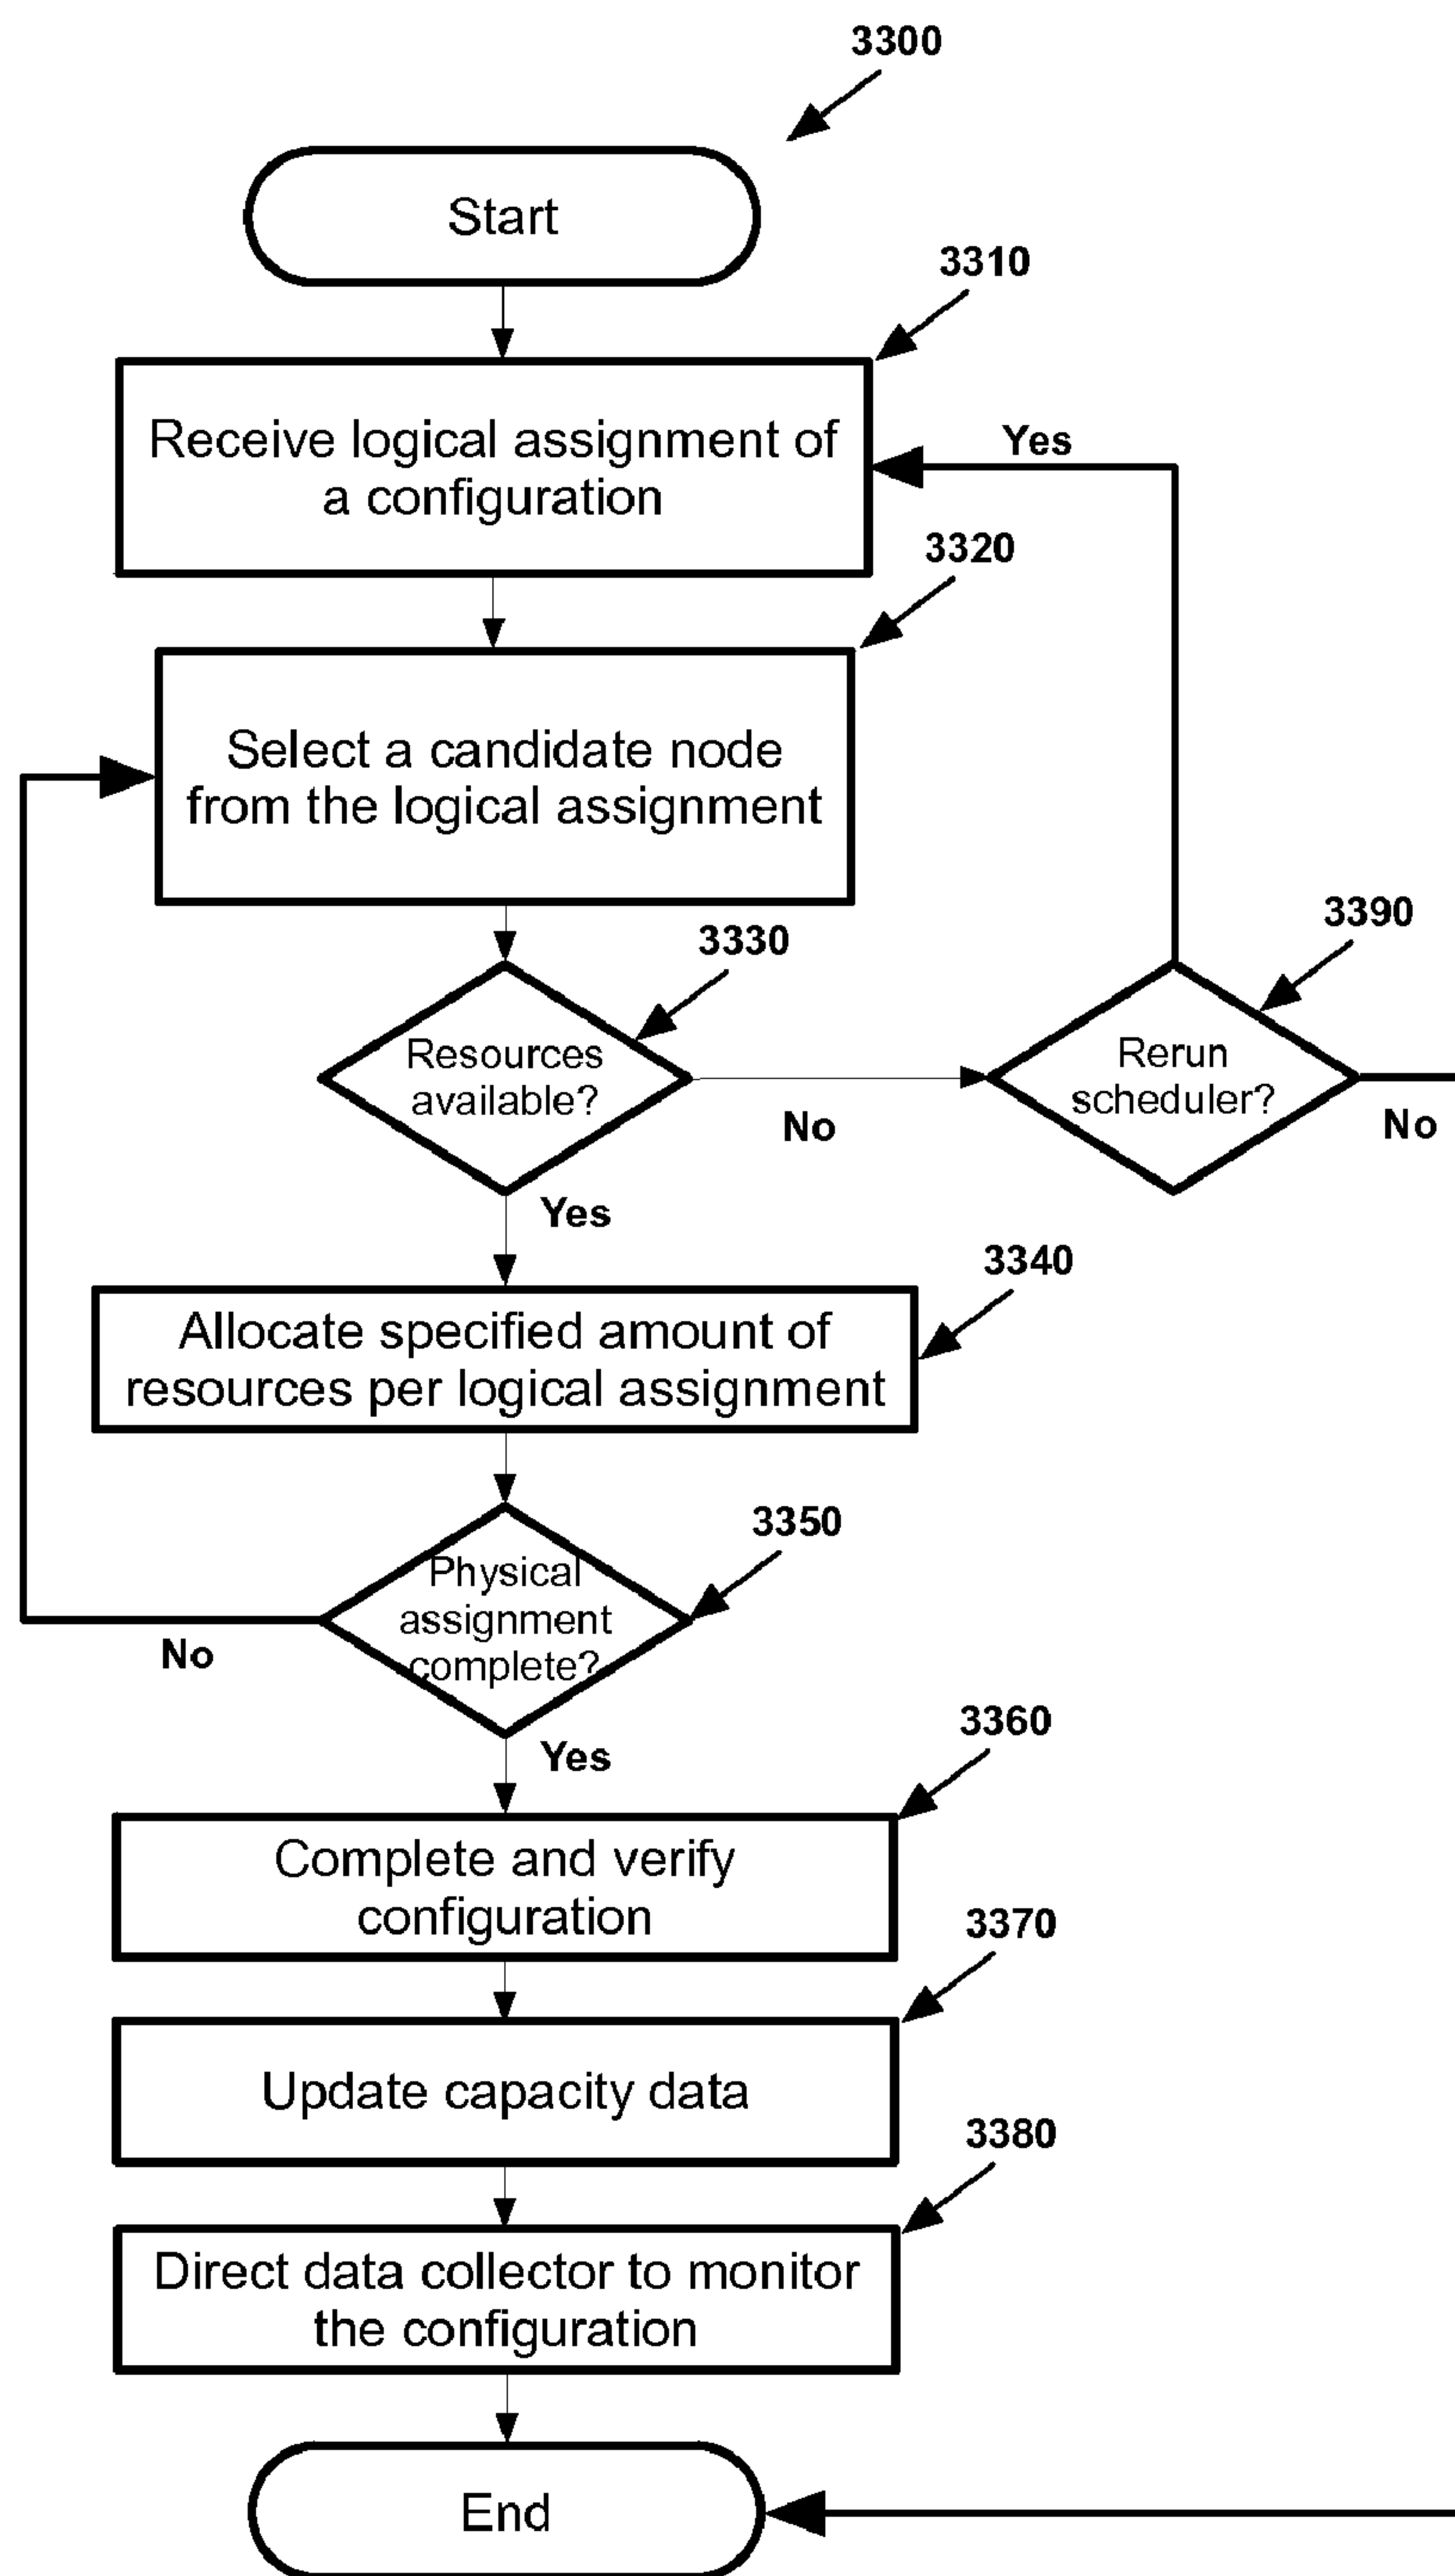 3300
Start
3310
Receive logical assignment of
a configuration
Yes
3320
Select a candidate node
from the logical assignment
3330
3390
Resources
available?
Rerun
scheduler?
No
No
Yes
3340
Allocate specified amount of
resources per logical assignment
3350
Physical
assignment
complete?
No
3360
Yes
Complete and verify
configuration
3370
Update capacity data
3380
Direct data collector to monitor
the configuration
End